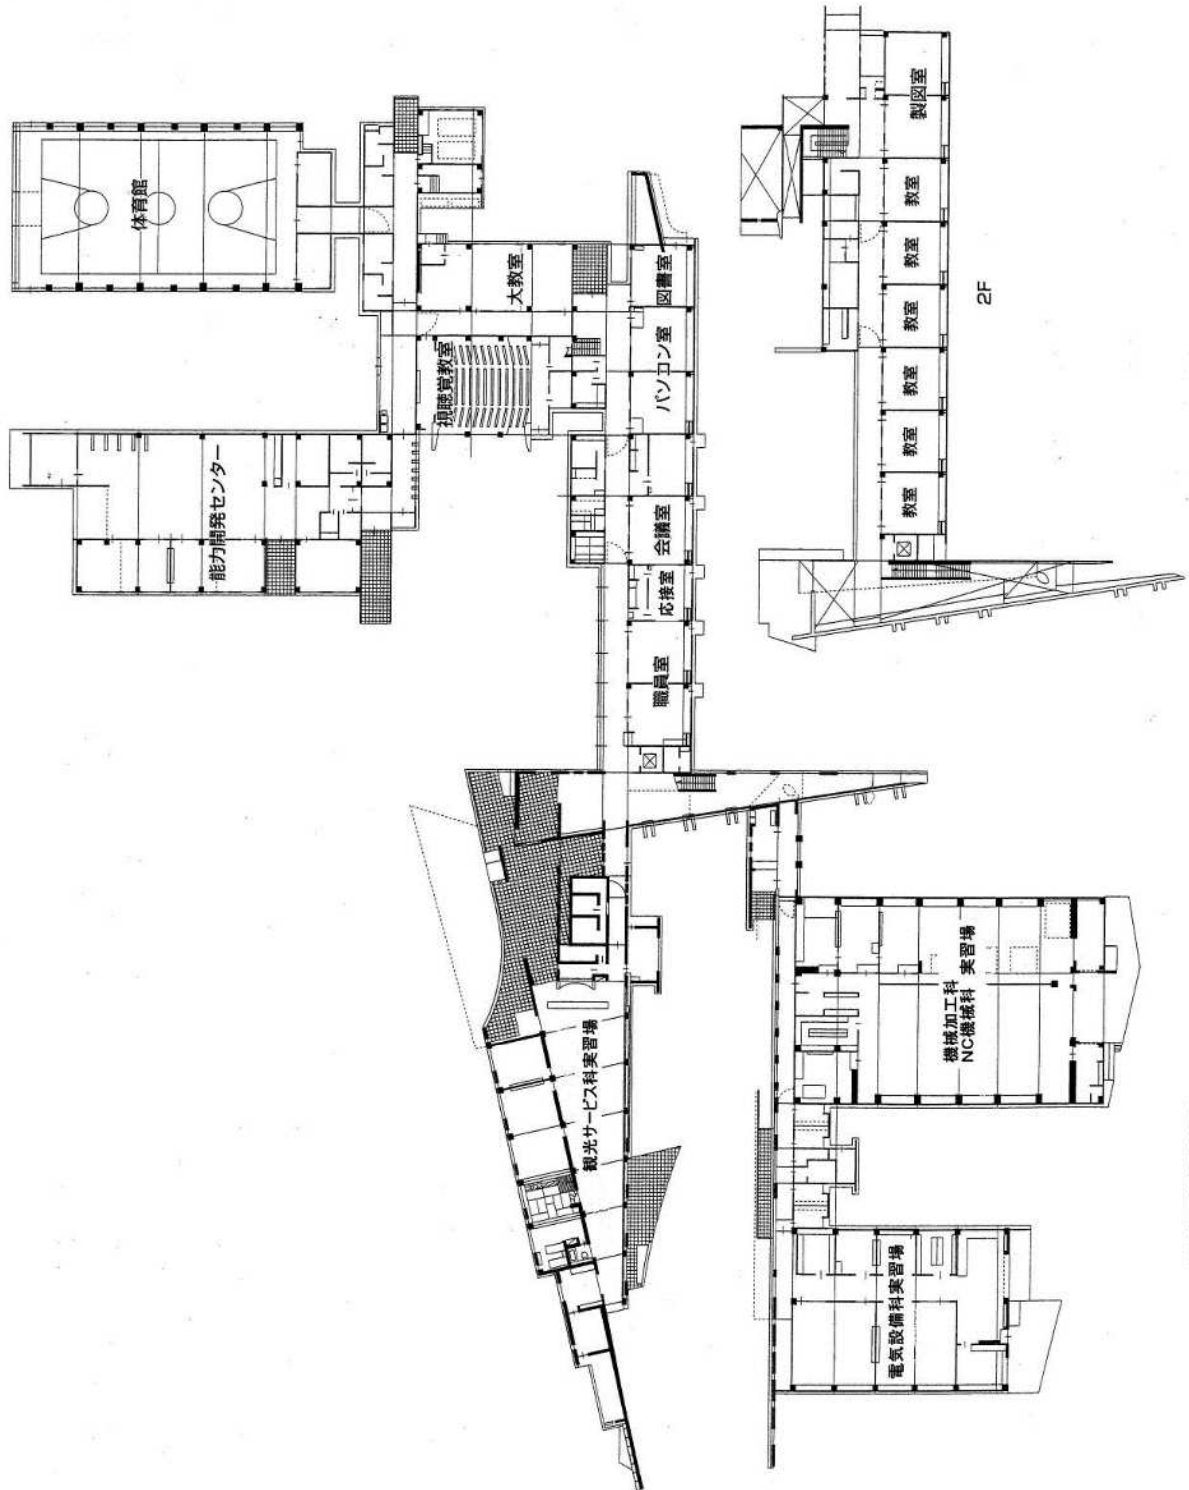 体育館
能力開発センター
大教室
視聴覚教室
図書室
パソコン室
会議室
応接室
職員室
観光サービス科実習場
機械加工科
NC機械科 実習場
電気設備科実習場
製図室
教室
教室
教室
教室
教室
教室
2F